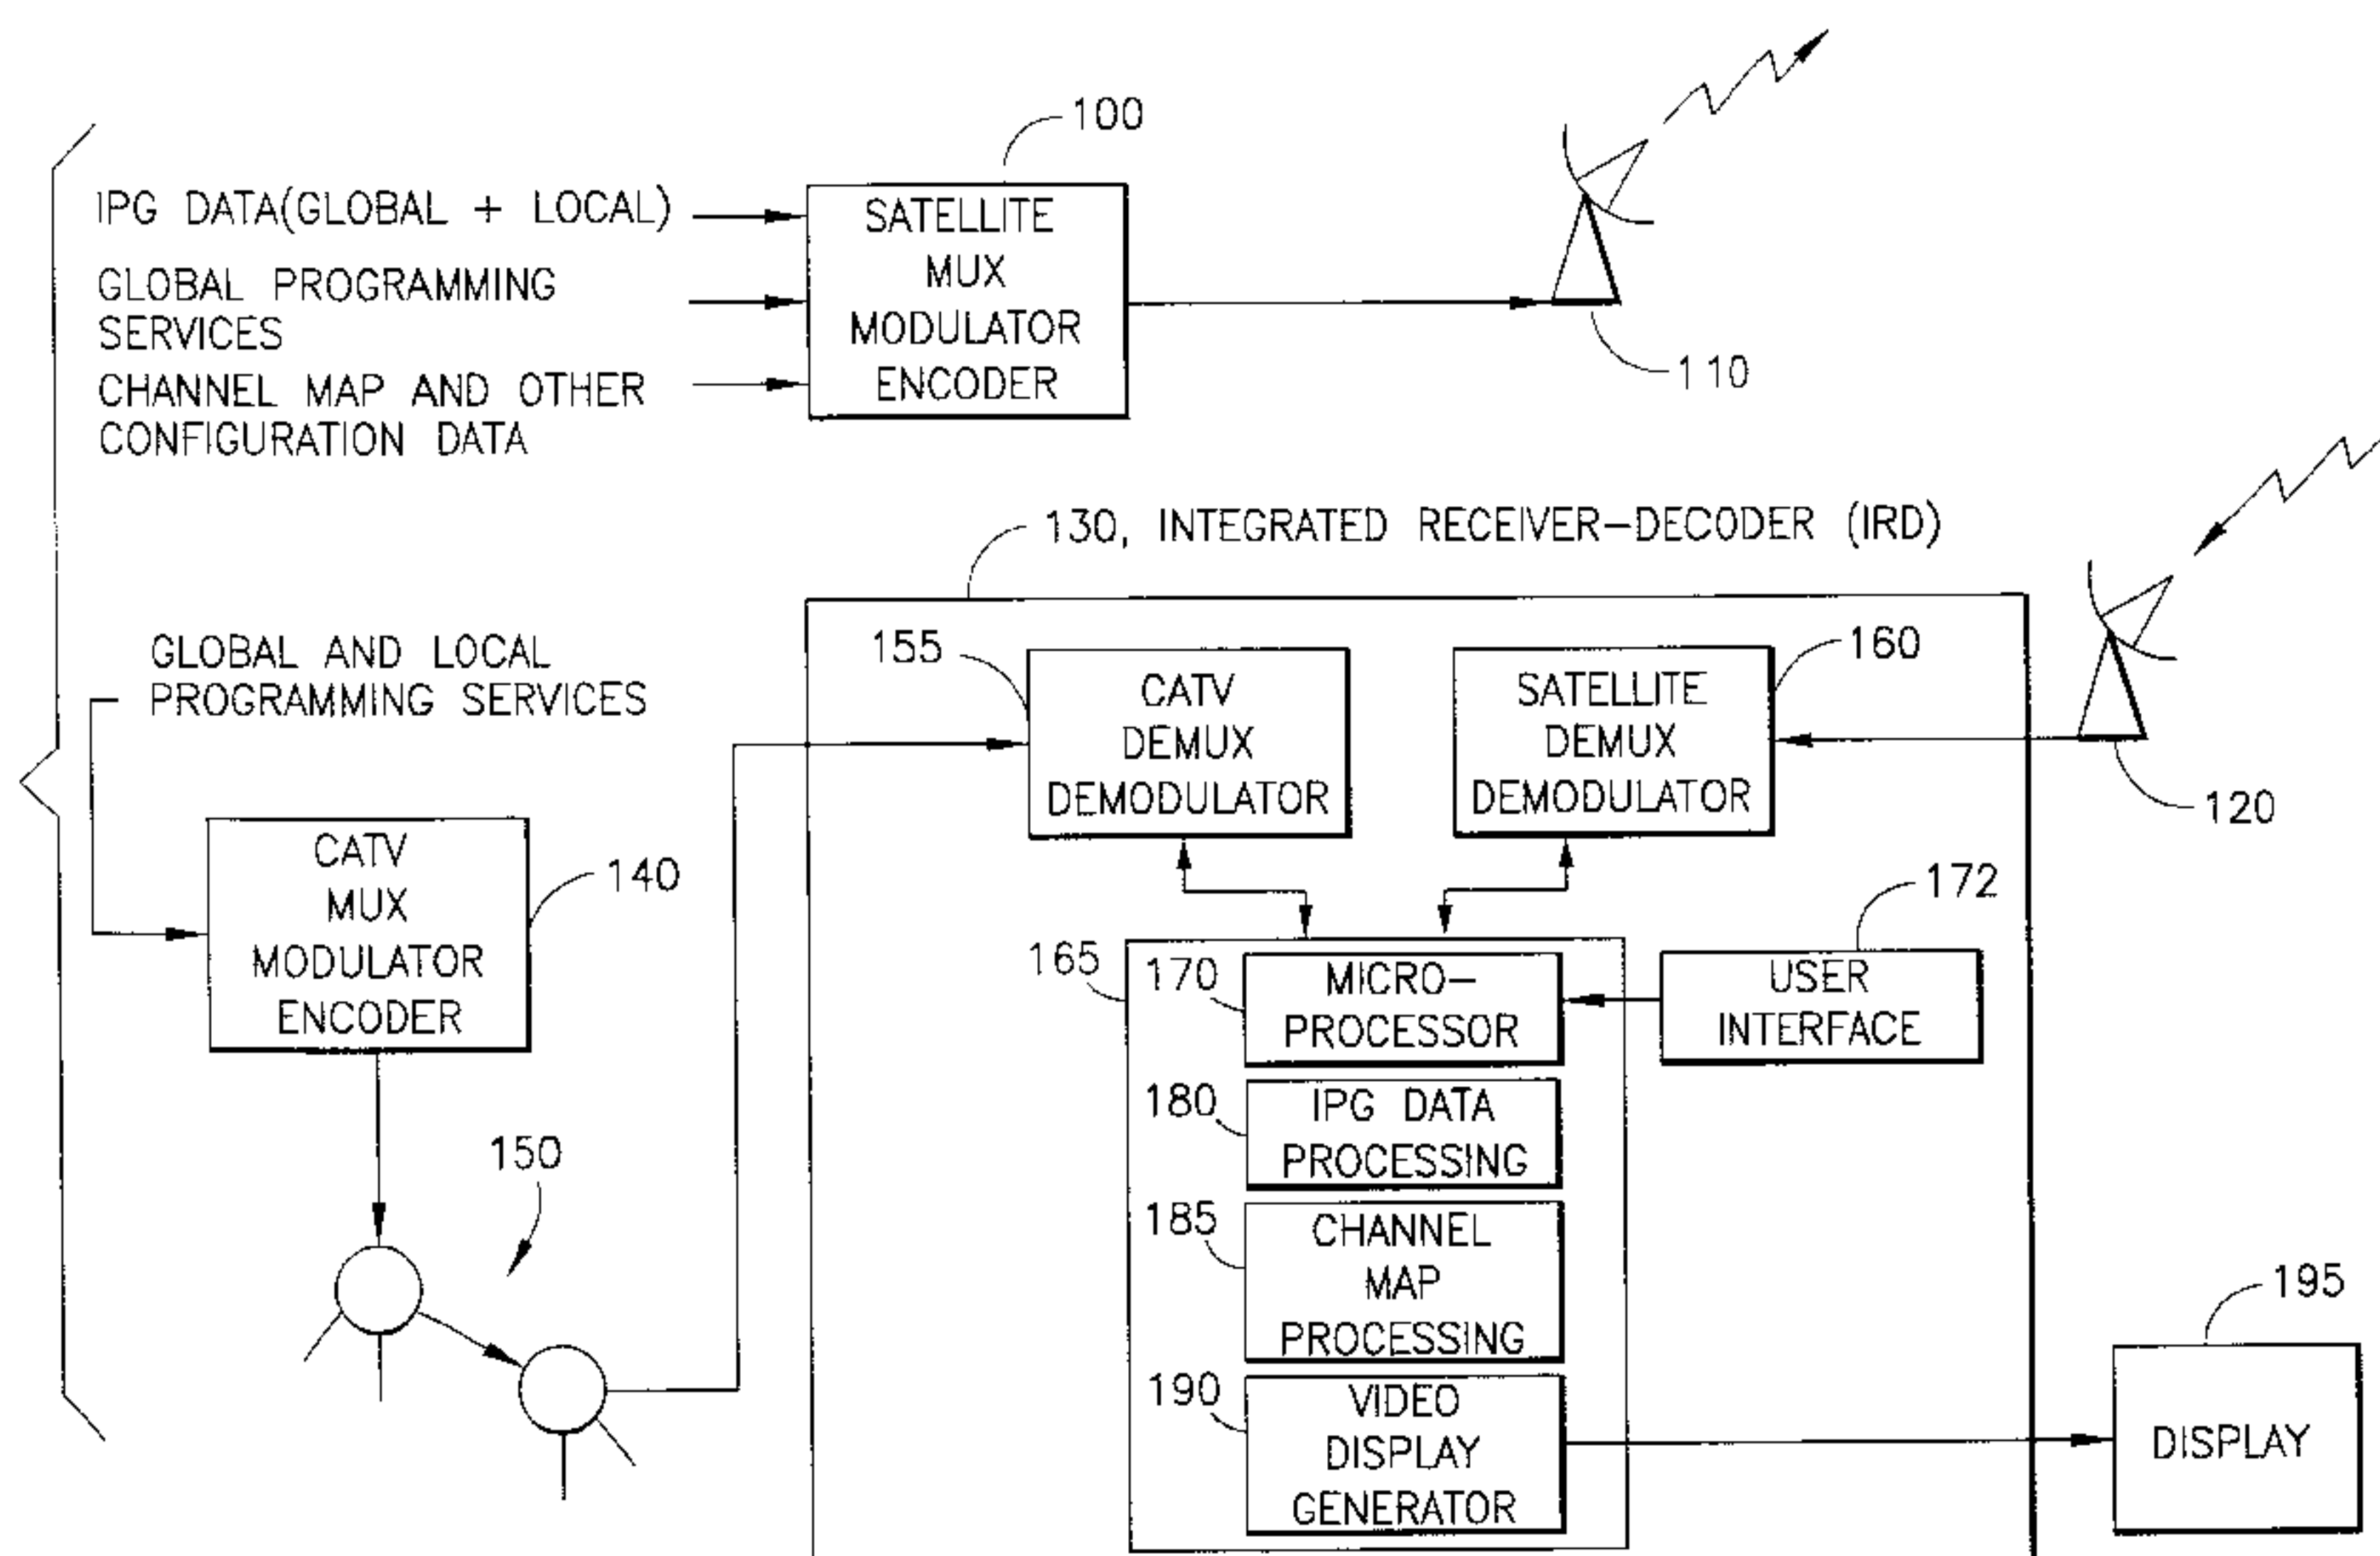 100
IPG DATA(GLOBAL + LOCAL)
GLOBAL PROGRAMMING
SERVICES
CHANNEL MAP AND OTHER
CONFIGURATION DATA
SATELLITE
MUX
MODULATOR
ENCODER
110
130, INTEGRATED RECEIVER-DECODER (IRD)
GLOBAL AND LOCAL
PROGRAMMING SERVICES
155
CATV
DEMUX
DEMODULATOR
SATELLITE
DEMUX
DEMODULATOR
160
120
CATV
MUX
MODULATOR
ENCODER
140
172
165
170
MICRO-
PROCESSOR
USER
INTERFACE
180
IPG DATA
PROCESSING
150
185
CHANNEL
MAP
PROCESSING
190
VIDEO
DISPLAY
GENERATOR
195
DISPLAY